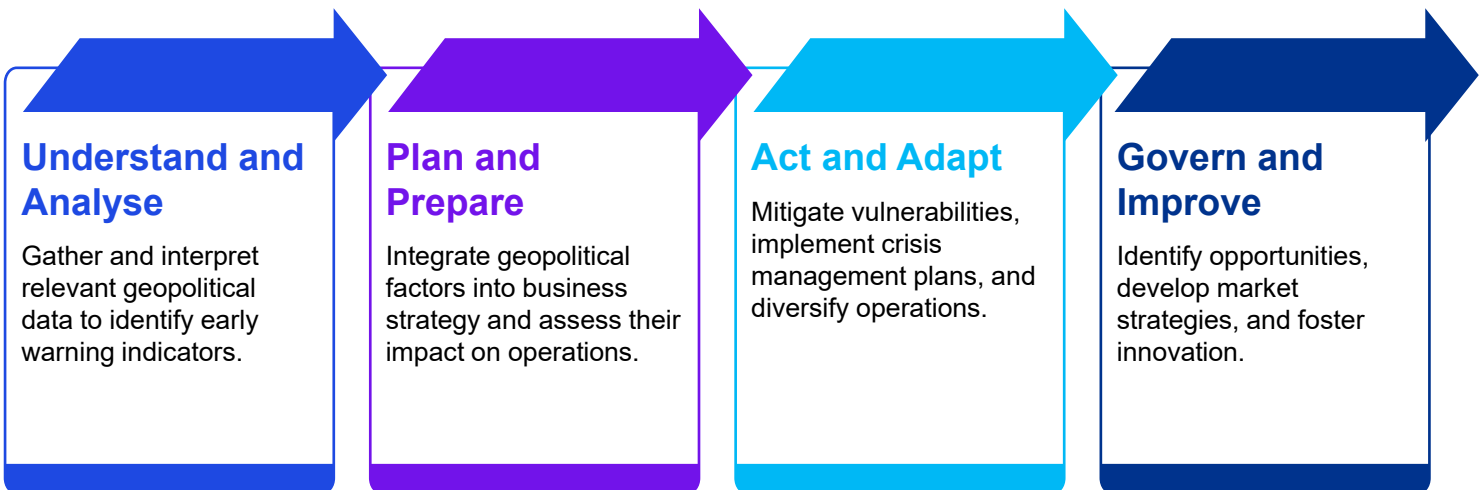 Understand and
Analyse
Gather and interpret
relevant geopolitical
data to identify early
warning indicators.
Plan and
Prepare
Integrate geopolitical
factors into business
strategy and assess their
impact on operations.
Act and Adapt
Mitigate vulnerabilities,
implement crisis
management plans, and
diversify operations.
Govern and
Improve
Identify opportunities,
develop market
strategies, and foster
innovation.